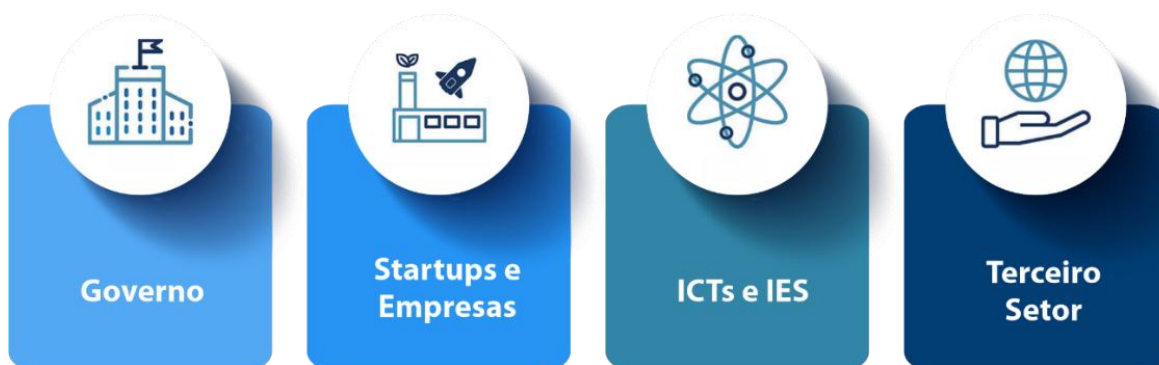 Governo
Startups e
Empresas
ICTs e IES
Terceiro
Setor